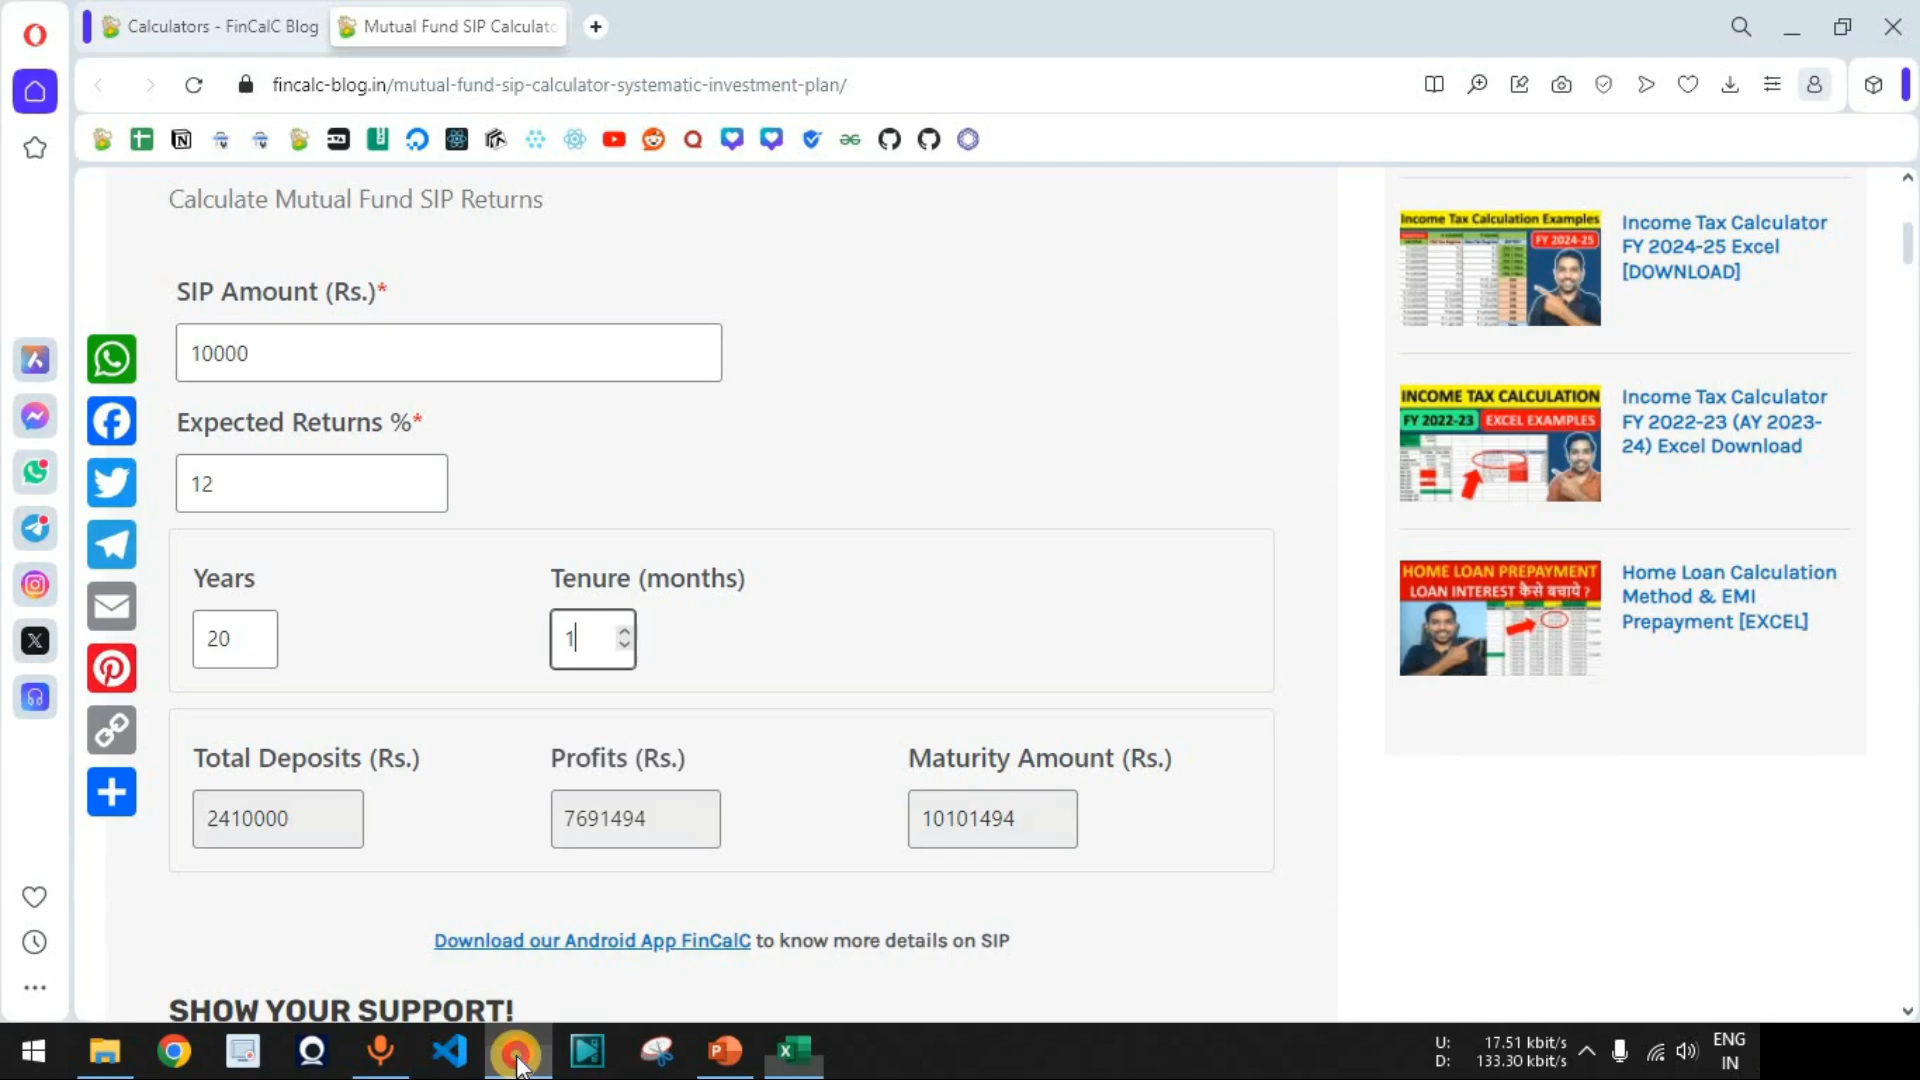 Calculators - FinCalC Blog
Mutual Fund SIP Calculato
fincalc-blog.in/mutual-fund-sip-calculator-systematic-investment-plan/
Calculate Mutual Fund SIP Returns
SIP Amount (Rs.)*
10000
Expected Returns %*
12
Years
Tenure (months)
20
1
Total Deposits (Rs.)
Profits (Rs.)
Maturity Amount (Rs.)
2410000
7691494
10101494
Download our Android App FinCalC to know more details on SIP
SHOW YOUR SUPPORT!
Income Tax Calculation Examples
FY 2024-25
Income Tax Calculator
FY 2024-25 Excel
[DOWNLOAD]
INCOME TAX CALCULATION
FY 2022-23 EXCEL EXAMPLES
Income Tax Calculator
FY 2022-23 (AY 2023-
24) Excel Download
HOME LOAN PREPAYMENT
LOAN INTEREST कैसे बचाये ?
Home Loan Calculation
Method & EMI
Prepayment [EXCEL]
U: 17.51 kbit/s
D: 133.30 kbit/s
ENG
IN